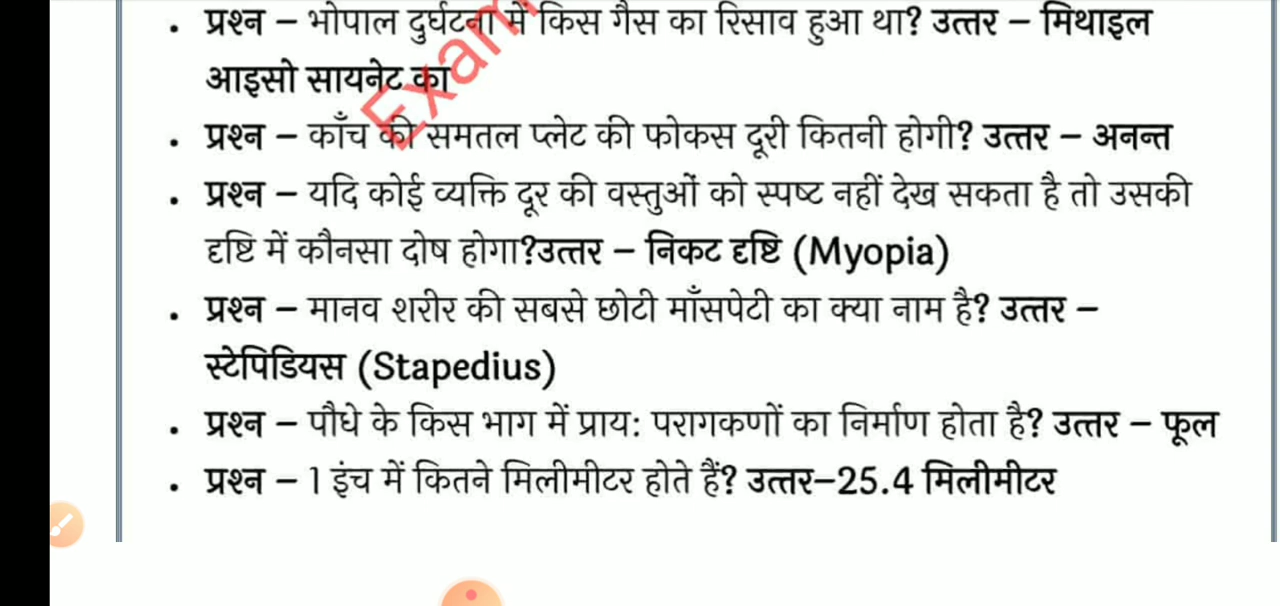 • प्रश्न – भोपाल दुर्घटना में किस गैस का रिसाव हुआ था? उत्तर – मिथाइल
आइसो सायनेट का
Exam
• प्रश्न – काँच की समतल प्लेट की फोकस दूरी कितनी होगी? उत्तर – अनन्त
• प्रश्न – यदि कोई व्यक्ति दूर की वस्तुओं को स्पष्ट नहीं देख सकता है तो उसकी
दृष्टि में कौनसा दोष होगा?उत्तर – निकट दृष्टि (Myopia)
• प्रश्न – मानव शरीर की सबसे छोटी माँसपेटी का क्या नाम है? उत्तर –
स्टेपिडियस (Stapedius)
• प्रश्न – पौधे के किस भाग में प्राय: परागकणों का निर्माण होता है? उत्तर – फूल
• प्रश्न – 1 इंच में कितने मिलीमीटर होते हैं? उत्तर–25.4 मिलीमीटर